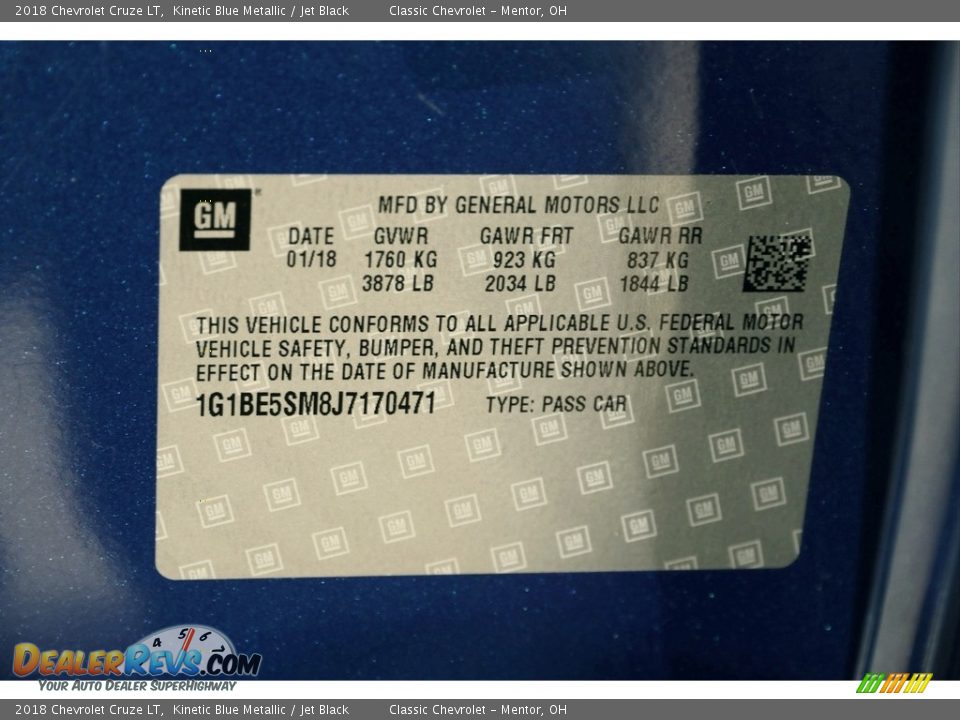 2018 Chevrolet Cruze LT, Kinetic Blue Metallic / Jet Black Classic Chevrolet – Mentor, OH
GM
MFD BY GENERAL MOTORS LLC
DATE GVWR GAWR FRT GAWR RR
01/18 1760 KG 923 KG 837 KG
3878 LB 2034 LB 1844 LB
THIS VEHICLE CONFORMS TO ALL APPLICABLE U.S. FEDERAL MOTOR
VEHICLE SAFETY, BUMPER, AND THEFT PREVENTION STANDARDS IN
EFFECT ON THE DATE OF MANUFACTURE SHOWN ABOVE.
1G1BE5SM8J7170471 TYPE: PASS CAR
4 5 6
DEALERREVS.COM
YOUR AUTO DEALER SUPERHIGHWAY
2018 Chevrolet Cruze LT, Kinetic Blue Metallic / Jet Black Classic Chevrolet – Mentor, OH